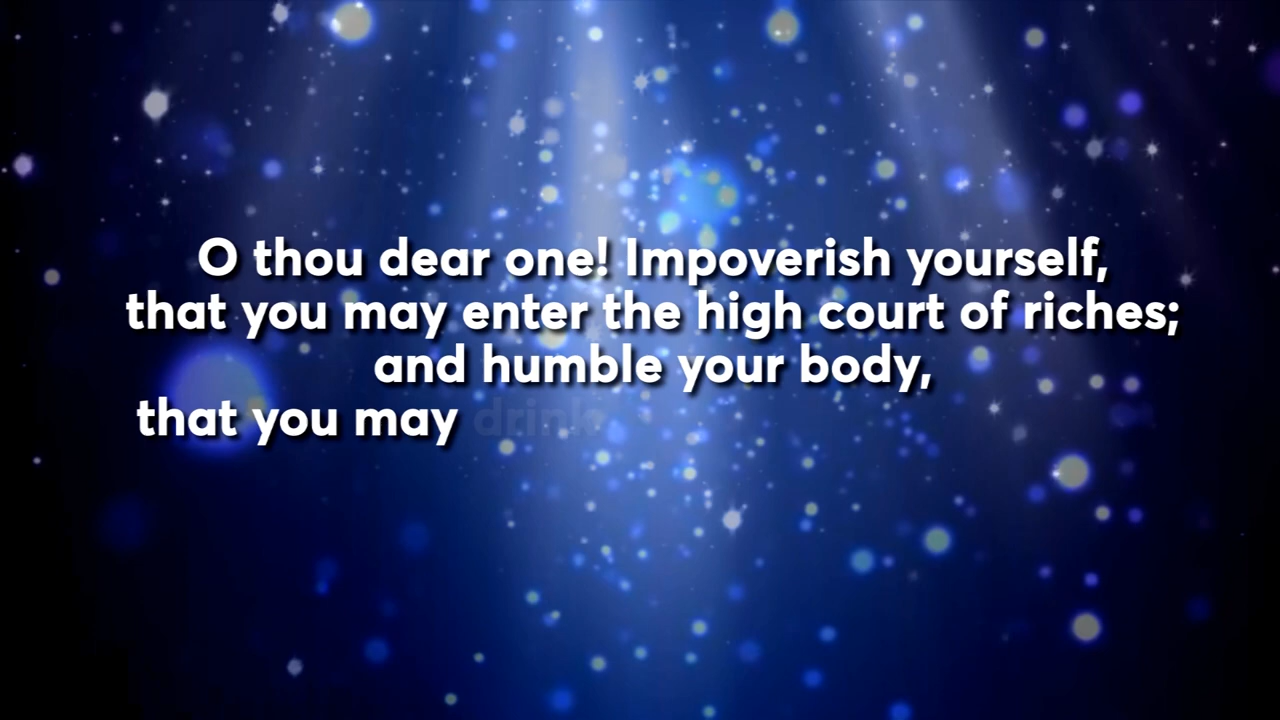 O thou dear one! Impoverish yourself,
that you may enter the high court of riches;
and humble your body,
that you may drink